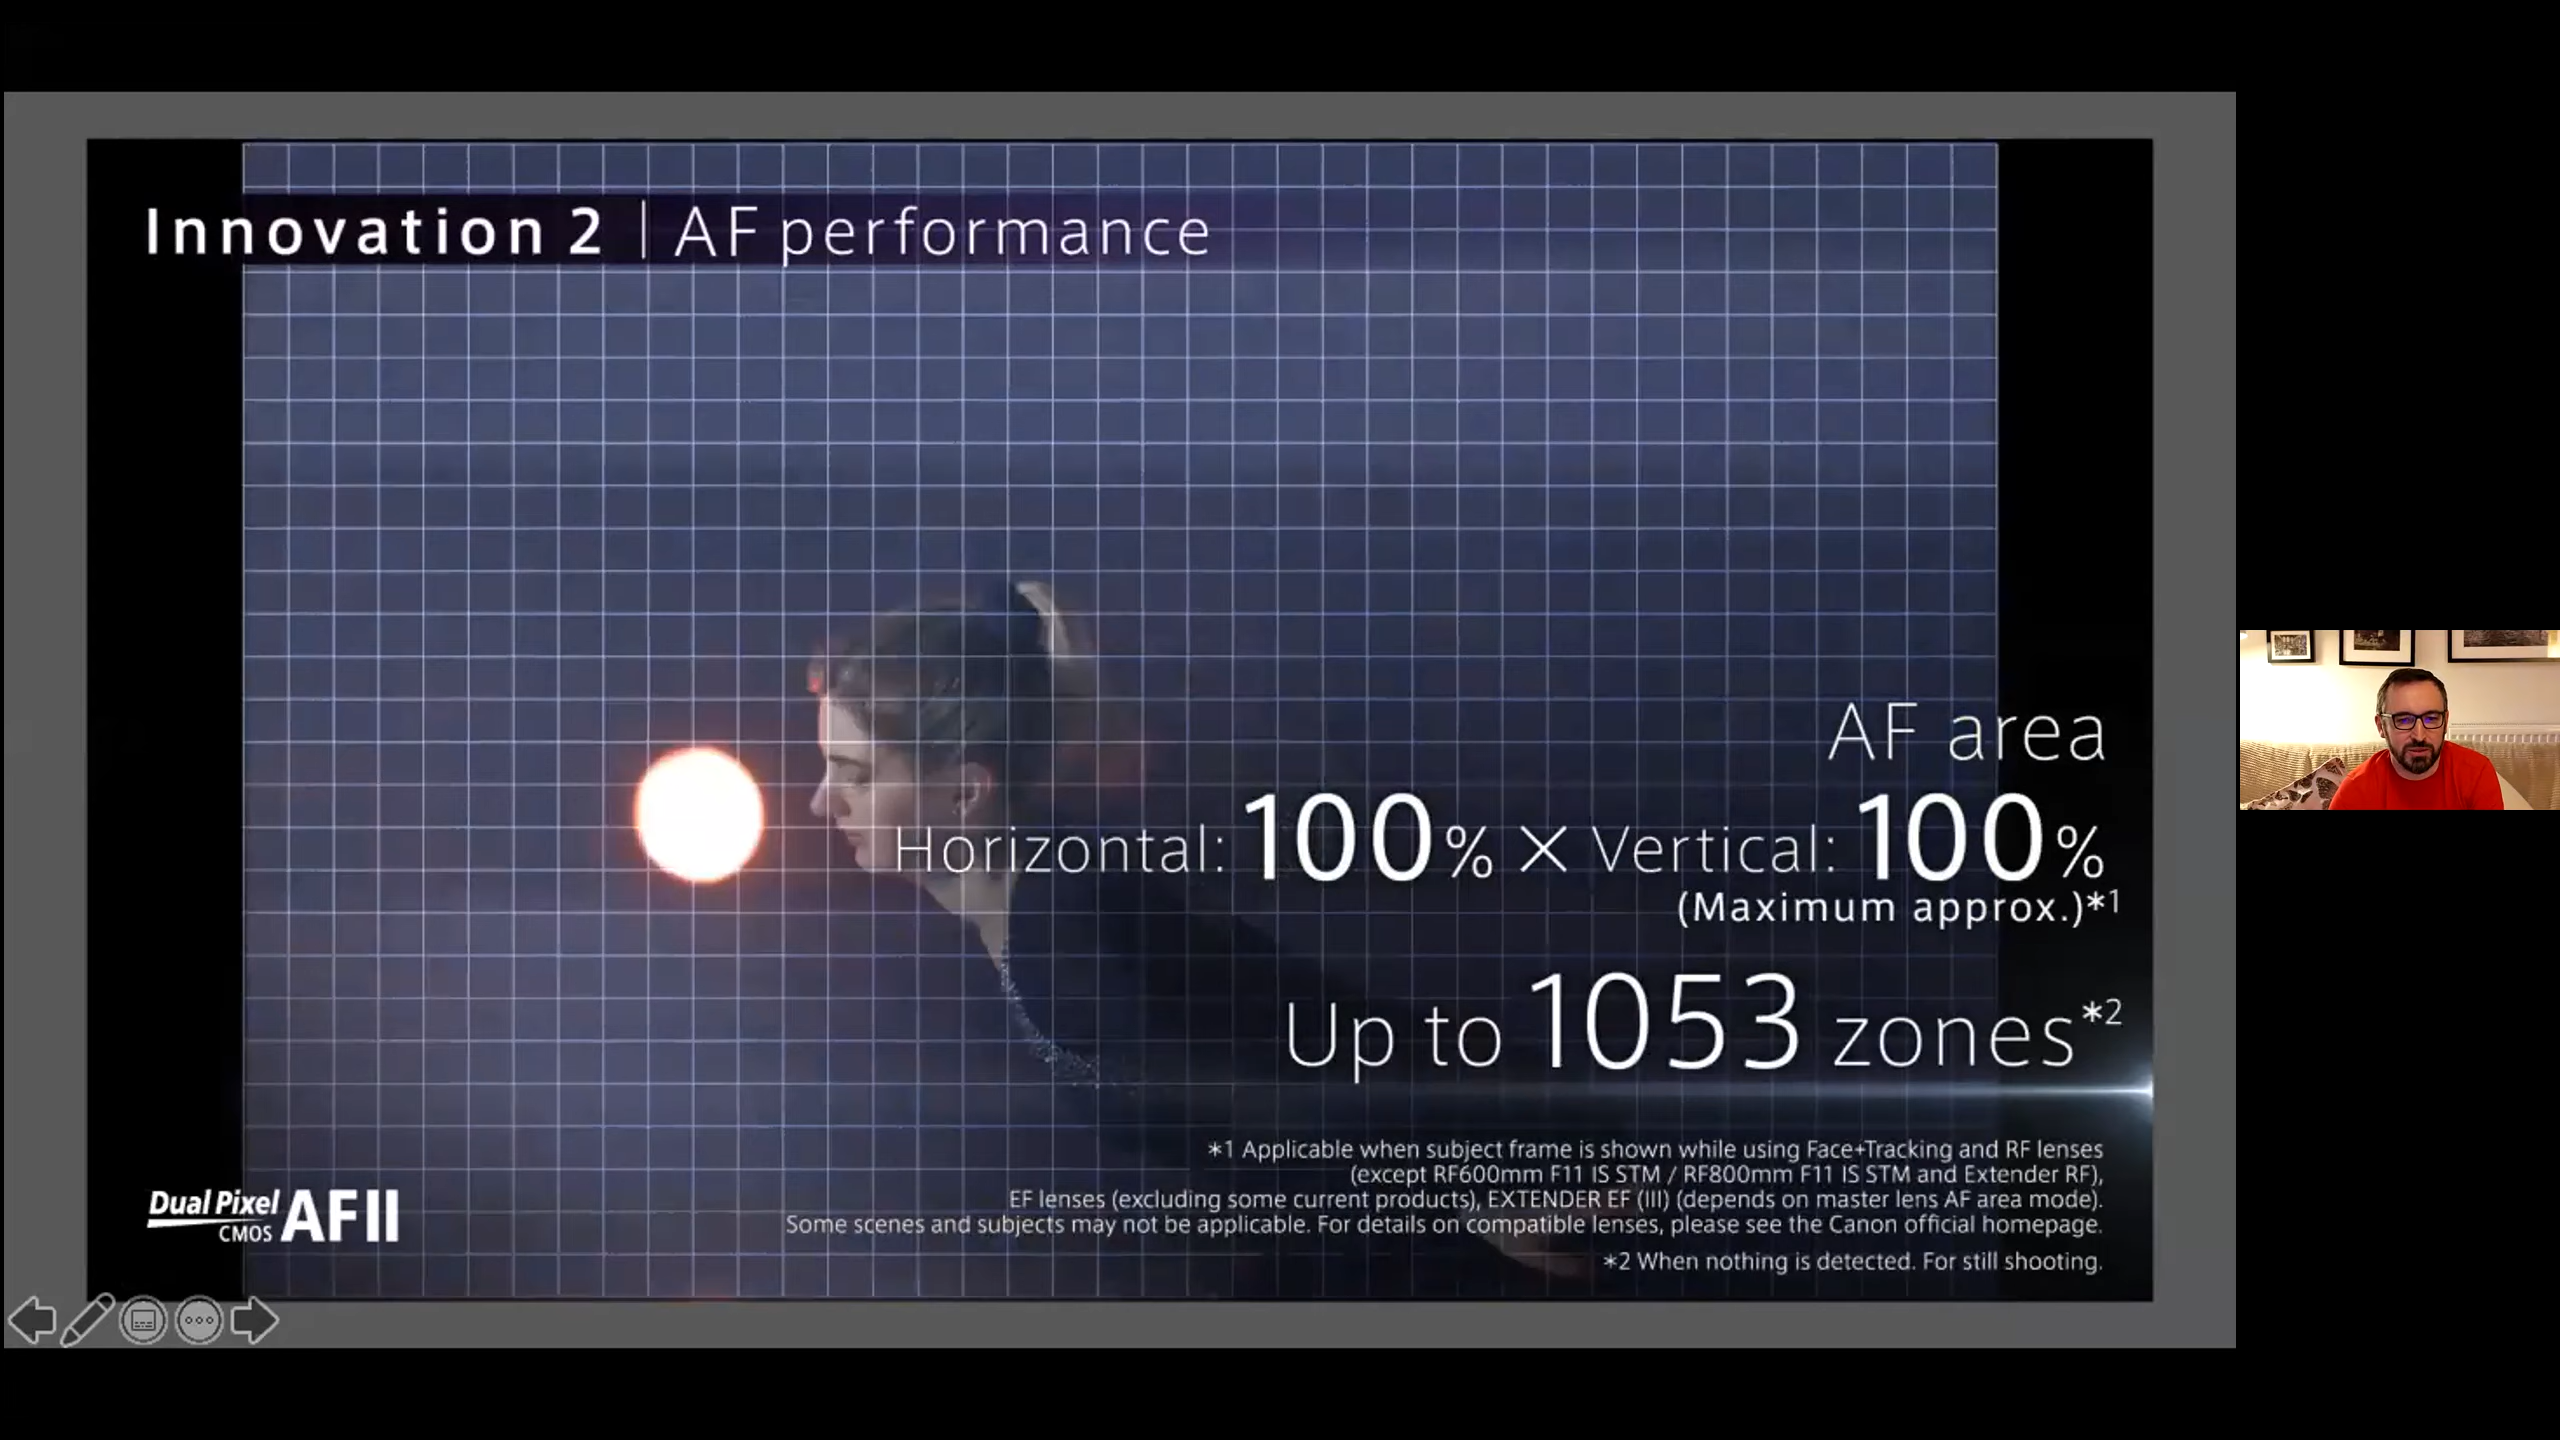 Innovation 2 | AF performance
AF area
Horizontal: 100% × Vertical: 100%
(Maximum approx.)*1
Up to 1053 zones*2
*1 Applicable when subject frame is shown while using Face+Tracking and RF lenses
(except RF600mm F11 IS STM / RF800mm F11 IS STM and Extender RF),
EF lenses (excluding some current products), EXTENDER EF (III) (depends on master lens AF area mode).
Some scenes and subjects may not be applicable. For details on compatible lenses, please see the Canon official homepage.
*2 When nothing is detected. For still shooting.
Dual Pixel
CMOS AFII